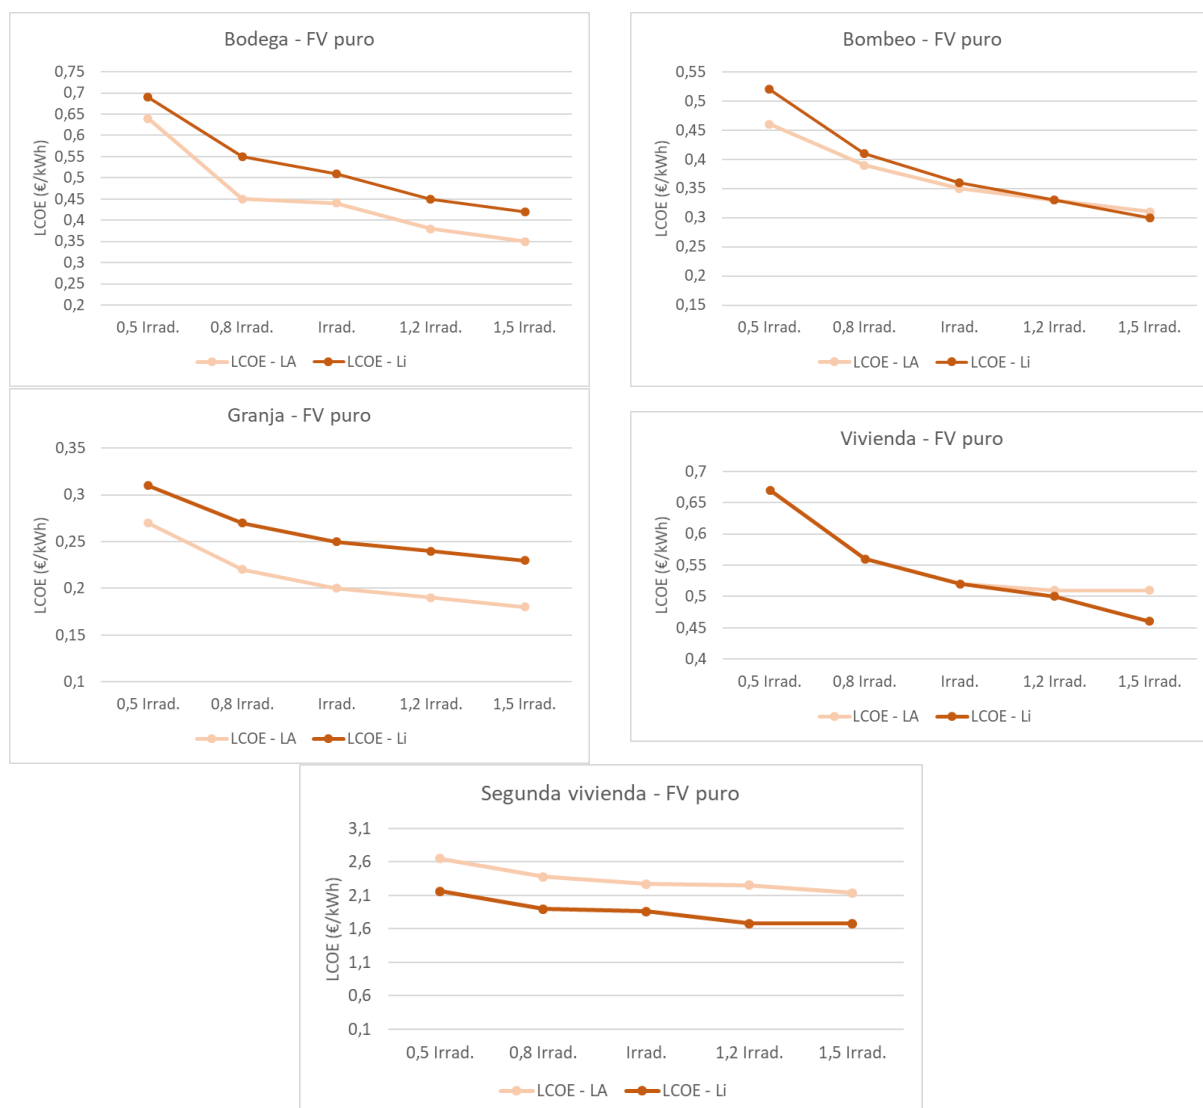 Bodega - FV puro
LCOE (€/kWh)
0,75
0,7
0,65
0,6
0,55
0,5
0,45
0,4
0,35
0,3
0,25
0,2
0,5 Irrad. 0,8 Irrad. Irrad. 1,2 Irrad. 1,5 Irrad.
LCOE - LA LCOE - Li
Bombeo - FV puro
LCOE (€/kWh)
0,55
0,5
0,45
0,4
0,35
0,3
0,25
0,2
0,15
0,5 Irrad. 0,8 Irrad. Irrad. 1,2 Irrad. 1,5 Irrad.
LCOE - LA LCOE - Li
Granja - FV puro
LCOE (€/kWh)
0,35
0,3
0,25
0,2
0,15
0,1
0,5 Irrad. 0,8 Irrad. Irrad. 1,2 Irrad. 1,5 Irrad.
LCOE - LA LCOE - Li
Vivienda - FV puro
LCOE (€/kWh)
0,7
0,65
0,6
0,55
0,5
0,45
0,4
0,5 Irrad. 0,8 Irrad. Irrad. 1,2 Irrad. 1,5 Irrad.
LCOE - LA LCOE - Li
Segunda vivienda - FV puro
LCOE (€/kWh)
3,1
2,6
2,1
1,6
1,1
0,6
0,1
0,5 Irrad. 0,8 Irrad. Irrad. 1,2 Irrad. 1,5 Irrad.
LCOE - LA LCOE - Li